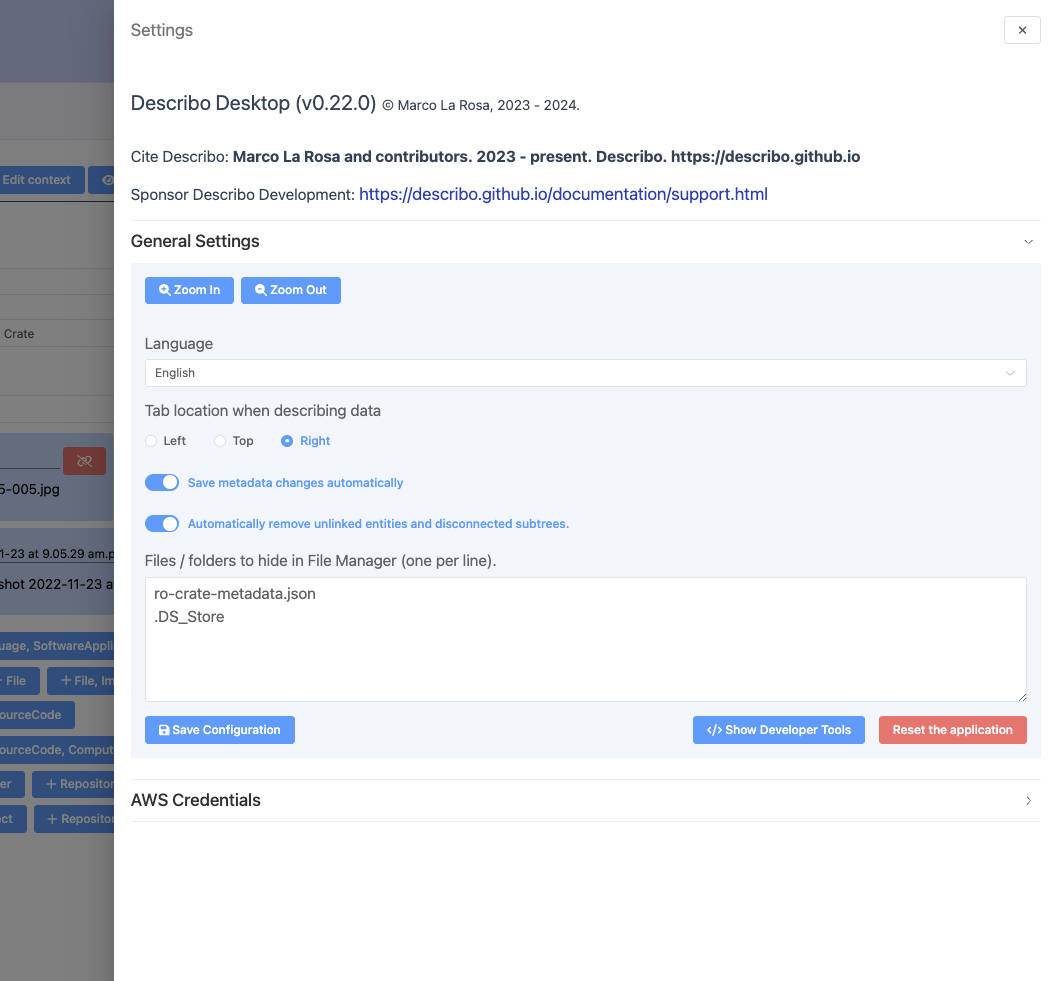 Settings
Describo Desktop (v0.22.0) © Marco La Rosa, 2023 - 2024.
Cite Describo: Marco La Rosa and contributors. 2023 - present. Describo. https://describo.github.io
Edit context
Sponsor Describo Development: https://describo.github.io/documentation/support.html
General Settings
Zoom In Zoom Out
Crate
Language
English
Tab location when describing data
Left Top Right
Save metadata changes automatically
5-005.jpg
Automatically remove unlinked entities and disconnected subtrees.
1-23 at 9.05.29 am.p
Files / folders to hide in File Manager (one per line).
shot 2022-11-23 a
ro-crate-metadata.json
.DS_Store
uage, SoftwareAppli
File + File, Im
ourceCode
Save Configuration </> Show Developer Tools Reset the application
ourceCode, Comput
er + Repositor
AWS Credentials
ect + Repositor